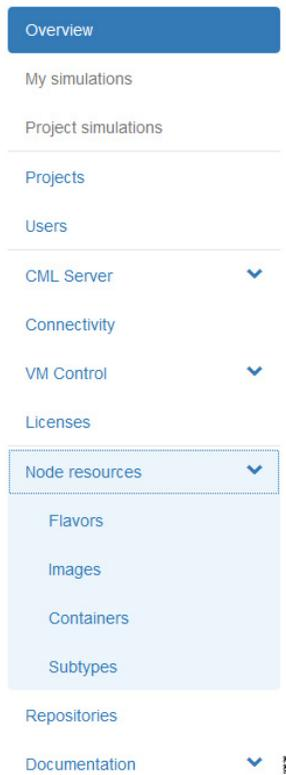 Overview
My simulations
Project simulations
Projects
Users
CML Server
Connectivity
VM Control
Licenses
Node resources
Flavors
Images
Containers
Subtypes
Repositories
Documentation